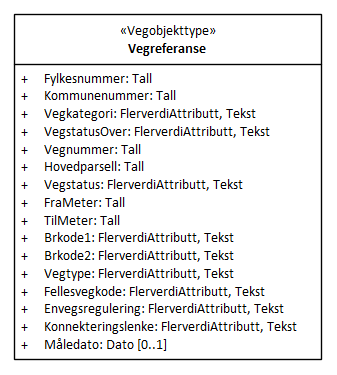 «Vegobjekttype»
Vegreferanse
+ Fylkesnummer: Tall
+ Kommunenummer: Tall
+ Vegkategori: FlerverdiAttributt, Tekst
+ VegstatusOver: FlerverdiAttributt, Tekst
+ Vegnummer: Tall
+ Hovedparsell: Tall
+ Vegstatus: FlerverdiAttributt, Tekst
+ FraMeter: Tall
+ TilMeter: Tall
+ Brkode1: FlerverdiAttributt, Tekst
+ Brkode2: FlerverdiAttributt, Tekst
+ Vegtype: FlerverdiAttributt, Tekst
+ Fellesvegkode: FlerverdiAttributt, Tekst
+ Envegsregulering: FlerverdiAttributt, Tekst
+ Konnekteringslenke: FlerverdiAttributt, Tekst
+ Måledato: Dato [0..1]